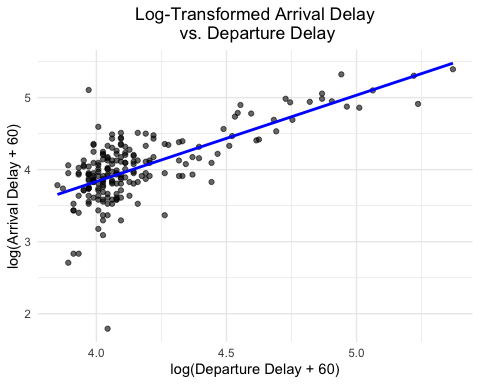 Log-Transformed Arrival Delay
vs. Departure Delay
log(Arrival Delay + 60)
5
4
3
2
4.0 4.5 5.0
log(Departure Delay + 60)